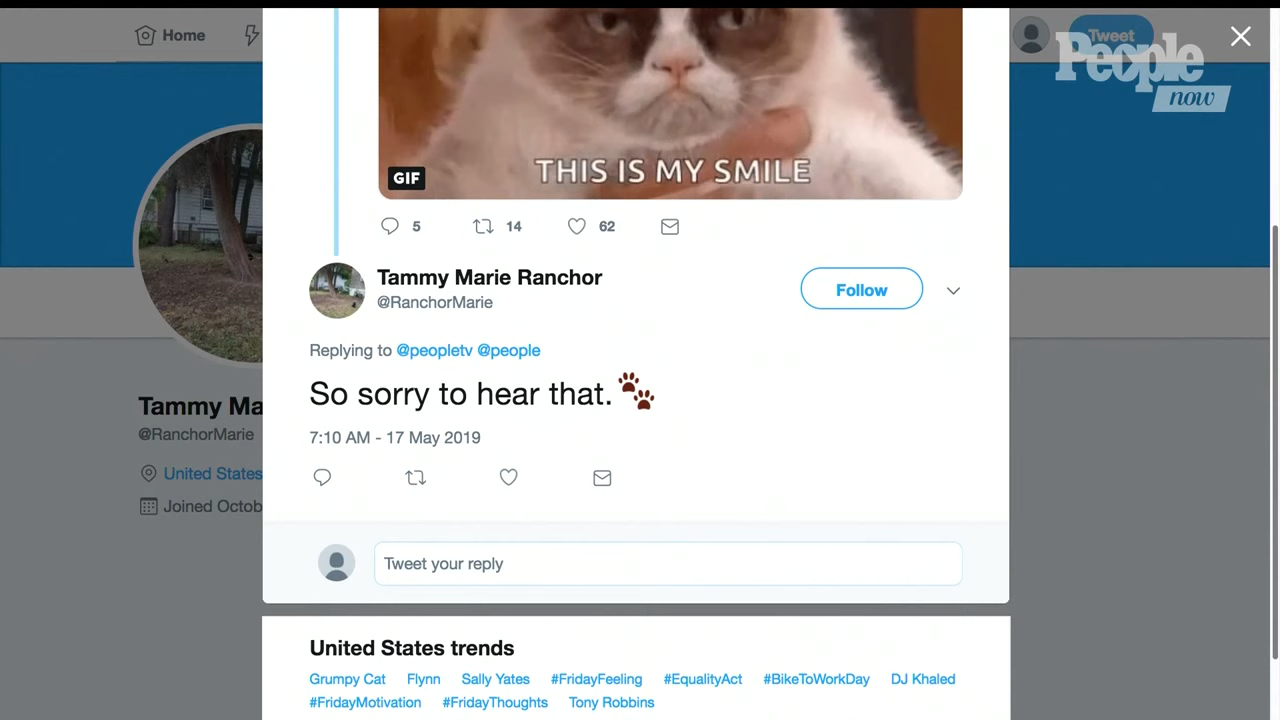 Home
Tweet
People
now
THIS IS MY SMILE
GIF
5 14 62
Tammy Marie Ranchor
@RanchorMarie
Follow
Replying to @peopletv @people
So sorry to hear that. 🐾
7:10 AM - 17 May 2019
Tammy Ma
@RanchorMarie
United States
Joined Octob
Tweet your reply
United States trends
Grumpy Cat Flynn Sally Yates #FridayFeeling #EqualityAct #BikeToWorkDay DJ Khaled
#FridayMotivation #FridayThoughts Tony Robbins